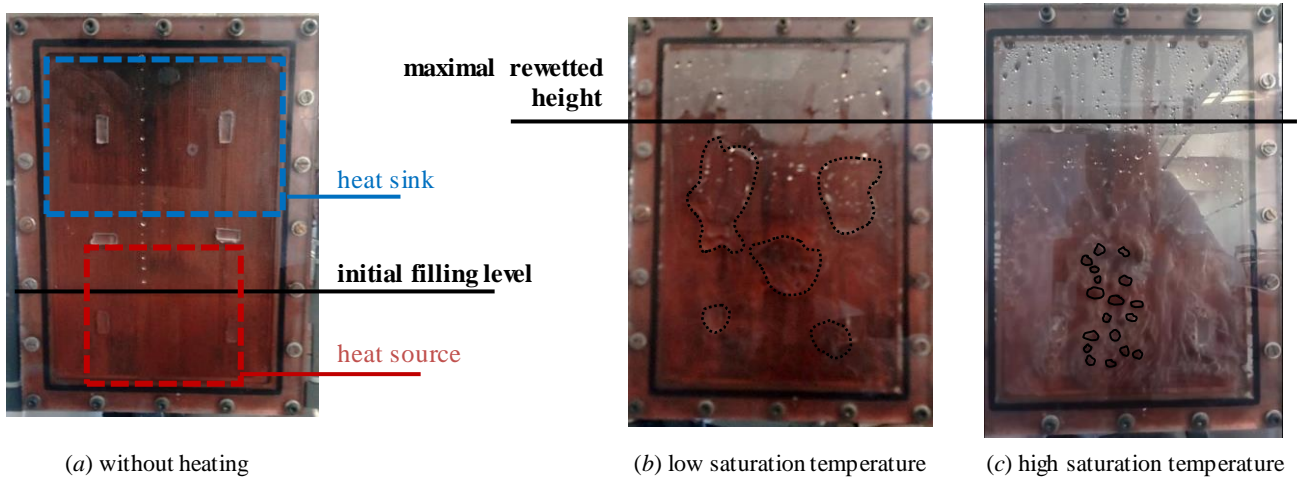 maximal rewetted
height
heat sink
initial filling level
heat source
(a) without heating
(b) low saturation temperature
(c) high saturation temperature